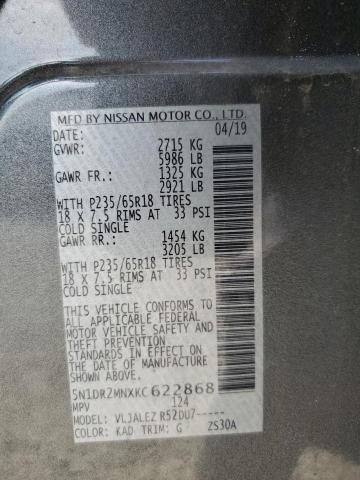 MFD BY NISSAN MOTOR CO., LTD.
DATE: 04/19
GVWR: 2715 KG
5986 LB
GAWR FR.: 1325 KG
2921 LB
WITH P235/65R18 TIRES
18 X 7.5 RIMS AT 33 PSI
COLD SINGLE
GAWR RR: 1454 KG
3205 LB
WITH P235/65R18 TIRES
18 X 7.5 RIMS AT 33 PSI
COLD SINGLE
THIS VEHICLE CONFORMS TO
ALL APPLICABLE FEDERAL
MOTOR VEHICLE SAFETY
AND THEFT PREVENTION
STANDARDS IN EFFECT ON
THE DATE OF MANUFACTURE
SHOWN ABOVE.
5N1DR2MNXKC622868
MPV 124
VLJALEZ R52DU7-----
COLOR: KAD TRIM: G ZS30A